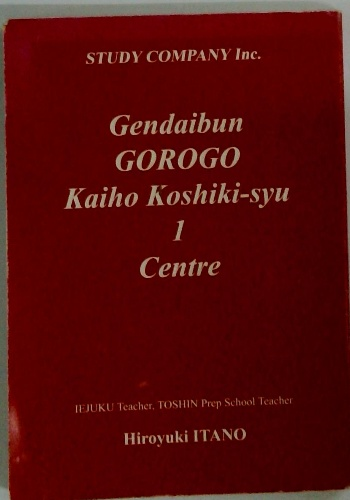 STUDY COMPANY Inc.
Gendaibun
GOROGO
Kaiho Koshiki-syu
1
Centre
IEJUKU Teacher, TOSHIN Prep School Teacher
Hiroyuki ITANO